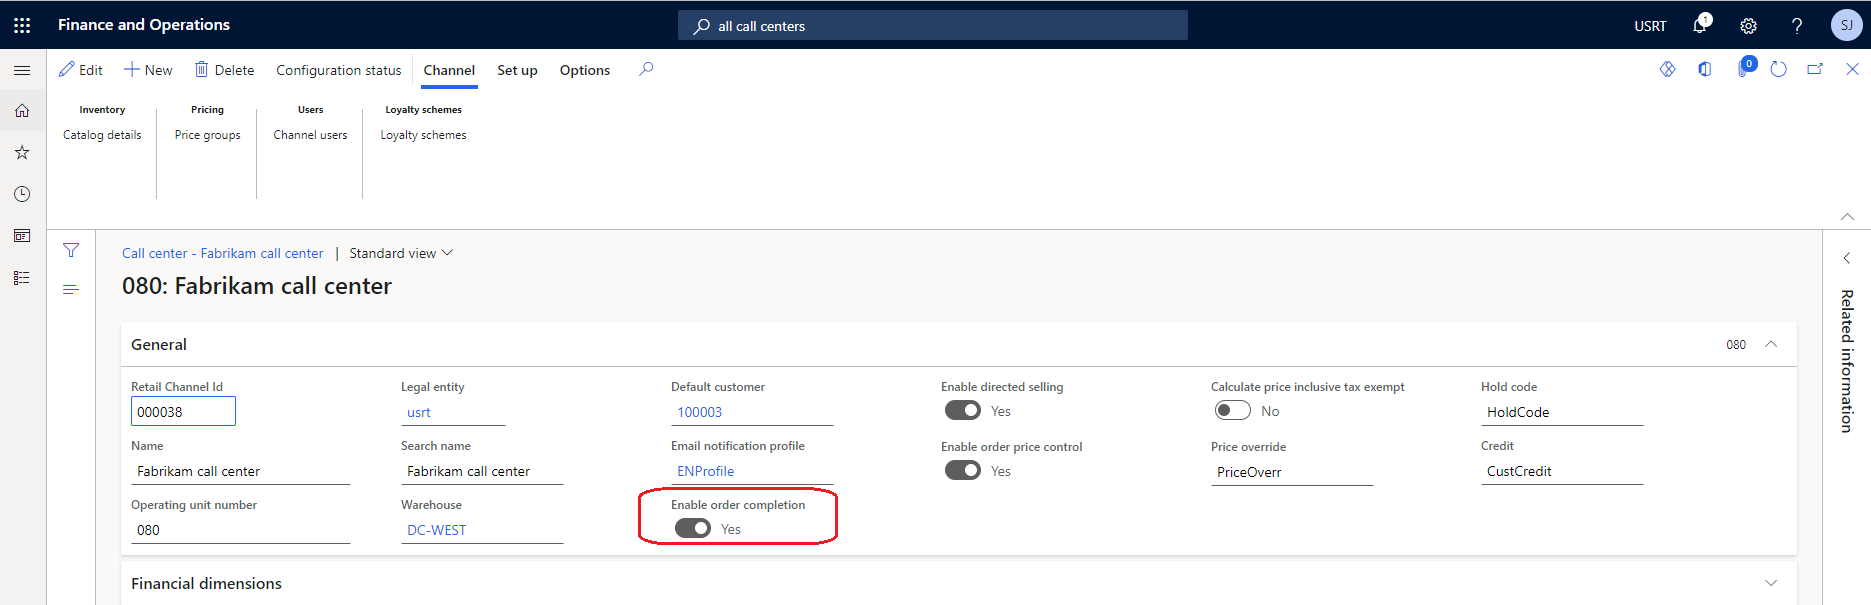 Finance and Operations
all call centers
USRT
1
?
SJ
Edit
New
Delete
Configuration status
Channel
Set up
Options
0
Inventory
Catalog details
Pricing
Price groups
Users
Channel users
Loyalty schemes
Loyalty schemes
Call center - Fabrikam call center | Standard view
080: Fabrikam call center
General
080
Retail Channel Id
000038
Name
Fabrikam call center
Operating unit number
080
Legal entity
usrt
Search name
Fabrikam call center
Warehouse
DC-WEST
Default customer
100003
Email notification profile
ENProfile
Enable order completion
Yes
Enable directed selling
Yes
Enable order price control
Yes
Calculate price inclusive tax exempt
No
Price override
PriceOverr
Hold code
HoldCode
Credit
CustCredit
Financial dimensions
Related information